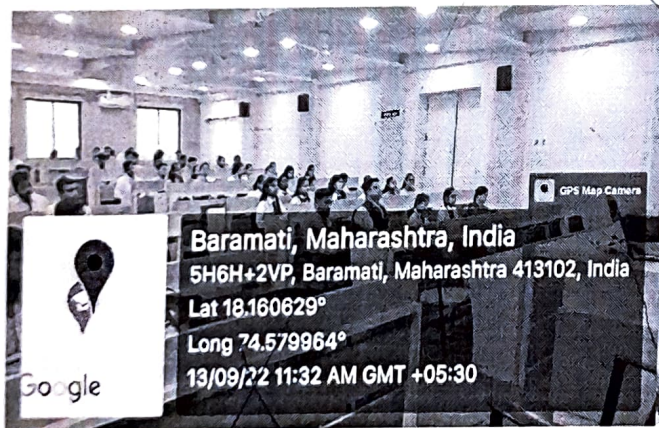 GPS Map Camera
Baramati, Maharashtra, India
5H6H+2VP, Baramati, Maharashtra 413102, India
Lat 18.160629°
Long 74.579964°
13/09/22 11:32 AM GMT +05:30
Google